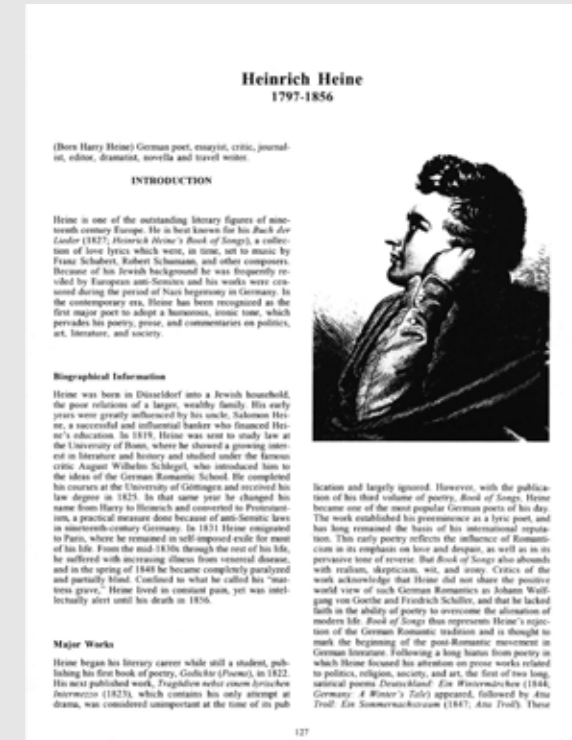 Heinrich Heine
1797-1856
(Born Harry Heine) German poet, essayist, critic, journal-
ist, editor, dramatist, novella and travel writer.
INTRODUCTION
Heine is one of the outstanding literary figures of nine-
teenth century Europe. He is best known for his Buch der
Lieder (1827; Heinrich Heine's Book of Songs), a collec-
tion of love lyrics which were, in time, set to music by
Franz Schubert, Robert Schumann, and other composers.
Because of his Jewish background he was frequently re-
viled by European anti-Semites and his works were cen-
sored during the period of Nazi hegemony in Germany. In
the contemporary era, Heine has been recognized as the
first major poet to adopt a humorous, ironic tone, which
pervades his poetry, prose, and commentaries on politics,
art, literature, and society.
Biographical Information
Heine was born in Düsseldorf into a Jewish household,
the poor relations of a larger, wealthy family. His early
years were greatly influenced by his uncle, Salomon Hei-
ne, a successful and influential banker who financed Hei-
ne's education. In 1819, Heine was sent to study law at
the University of Bonn, where he showed a growing inter-
est in literature and history and studied under the famous
critic August Wilhelm Schlegel, who introduced him to
the ideas of the German Romantic School. He completed
his courses at the University of Göttingen and received his
law degree in 1825. In that same year he changed his
name from Harry to Heinrich and converted to Protestant-
ism, a practical measure done because of anti-Semitic laws
in nineteenth-century Germany. In 1831 Heine emigrated
to Paris, where he remained in self-imposed exile for most
of his life. From the mid-1830s through the rest of his life,
he suffered with increasing illness from venereal disease,
and in the spring of 1848 he became completely paralyzed
and partially blind. Confined to what he called his "mat-
tress grave," Heine lived in constant pain, yet was intel-
lectually alert until his death in 1856.
Major Works
Heine began his literary career while still a student, pub-
lishing his first book of poetry, Gedichte (Poems), in 1822.
His next published work, Tragödien nebst einem lyrischen
Intermezzo (1823), which contains his only attempt at
drama, was considered unimportant at the time of its pub
lication and largely ignored. However, with the publica-
tion of his third volume of poetry, Book of Songs, Heine
became one of the most popular German poets of his day.
The work established his preeminence as a lyric poet, and
has long remained the basis of his international reputa-
tion. This early poetry reflects the influence of Romanti-
cism in its emphasis on love and despair, as well as in its
pervasive tone of reverie. But Book of Songs also abounds
with realism, skepticism, wit, and irony. Critics of the
work acknowledge that Heine did not share the positive
world view of such German Romantics as Johann Wolf-
gang von Goethe and Friedrich Schiller, and that he lacked
faith in the ability of poetry to overcome the alienation of
modern life. Book of Songs thus represents Heine's rejec-
tion of the German Romantic tradition and is thought to
mark the beginning of the post-Romantic movement in
German literature. Following a long hiatus from poetry in
which Heine focused his attention on prose works related
to politics, religion, society, and art, the first of two long,
satirical poems Deutschland: Ein Wintermärchen (1844;
Germany: A Winter's Tale) appeared, followed by Atta
Troll: Ein Sommernachstraum (1847; Atta Troll). These
127